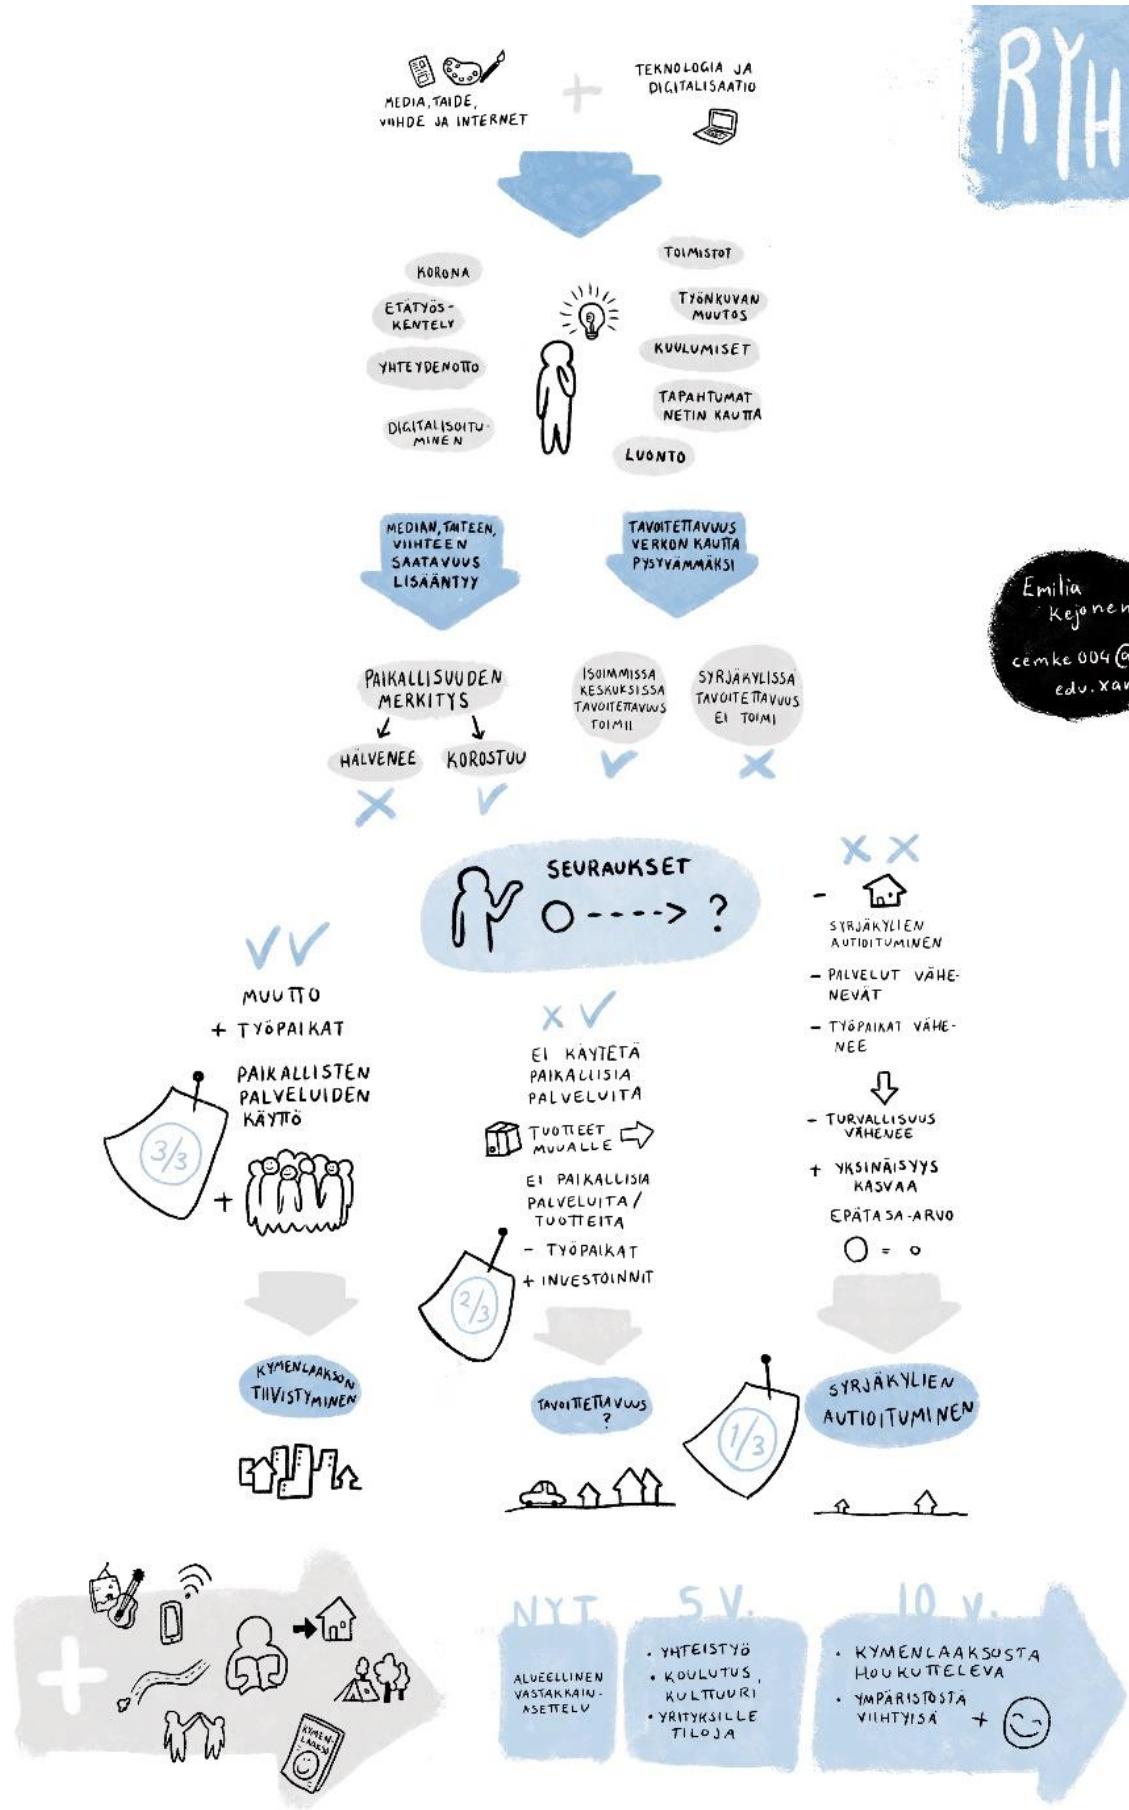 RYH
MEDIA, TAIDE,
VIIHDE JA INTERNET
+
TEKNOLOGIA JA
DIGITALISAATIO
KORONA
ETÄTYÖS-
KENTELY
YHTEYDENOTTO
DIGITALISOITU-
MINEN
TOIMISTOT
TYÖNKUVAN
MUUTOS
KUULUMISET
TAPAHTUMAT
NETIN KAUTTA
LUONTO
MEDIAN, TAITEEN,
VIIHTEEN
SAATAVUUS
LISÄÄNTYY
TAVOITETTAVUUS
VERKON KAUTTA
PYSYVÄMMÄKSI
Emilia
Kejonen
cemke004@
edu.xam
PAIKALLISUUDEN
MERKITYS
HÄLVENEE
KOROSTUU
ISOIMMISSA
KESKUKSISSA
TAVOITETTAVUUS
TOIMII
SYRJÄKYLISSÄ
TAVOITETTAVUUS
EI TOIMI
SEURAUKSET
?
MUUTTO
+ TYÖPAIKAT
PAIKALLISTEN
PALVELUIDEN
KÄYTTÖ
3/3
+
KYMENLAAKSON
TIIVISTYMINEN
EI KÄYTETÄ
PAIKALLISIA
PALVELUITA
TUOTTEET
MUUALLE
EI PAIKALLISIA
PALVELUITA/
TUOTTEITA
- TYÖPAIKAT
+ INVESTOINNIT
2/3
TAVOITETTAVUUS
?
-
SYRJÄKYLIEN
AUTIOITUMINEN
- PALVELUT VÄHE-
NEVÄT
- TYÖPAIKAT VÄHE-
NEE
- TURVALLISUUS
VÄHENEE
+ YKSINÄISYYS
KASVAA
EPÄTASA-ARVO
O = o
1/3
SYRJÄKYLIEN
AUTIOITUMINEN
+
KYMEN-
LAAKSO
NYT
ALUEELLINEN
VASTAKKAIN-
ASETTELU
5 V.
• YHTEISTYÖ
• KOULUTUS,
KULTTUURI
• YRITYKSILLE
TILOJA
10 V.
• KYMENLAAKSOSTA
HOUKUTTELEVA
• YMPÄRISTÖSTÄ
VIIHTYISÄ +